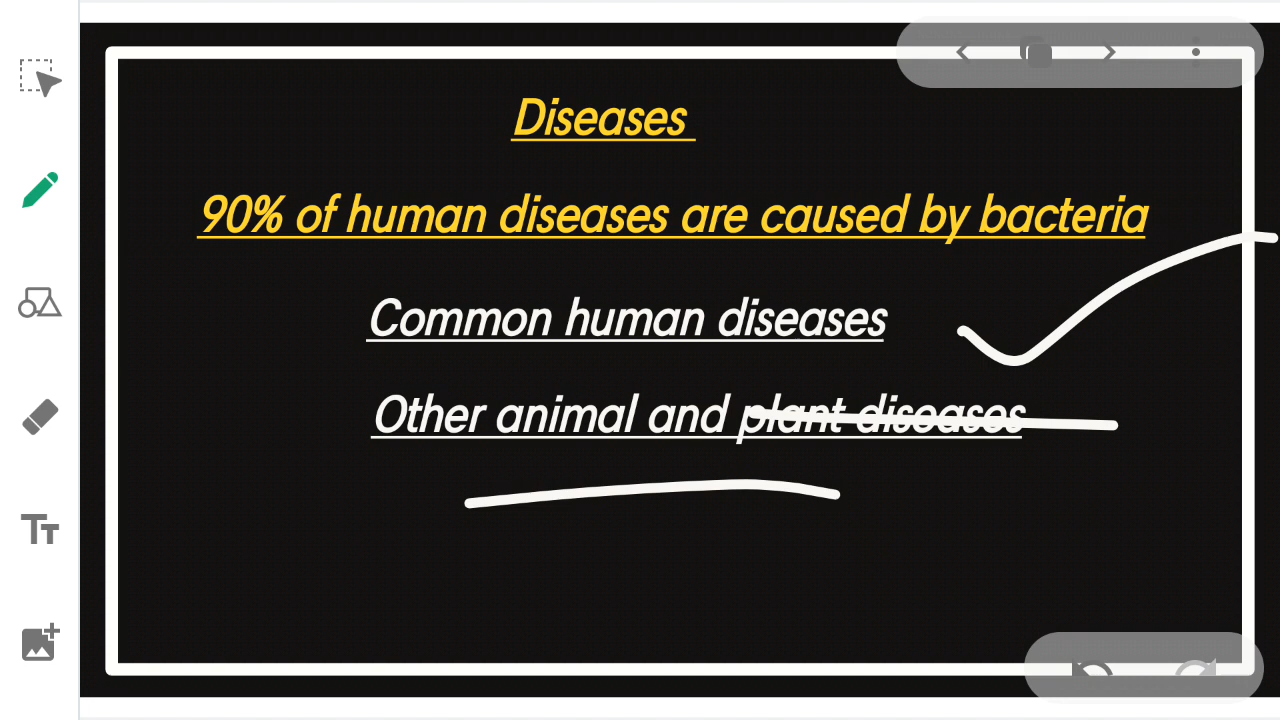 Diseases
90% of human diseases are caused by bacteria
Common human diseases
Other animal and plant diseases